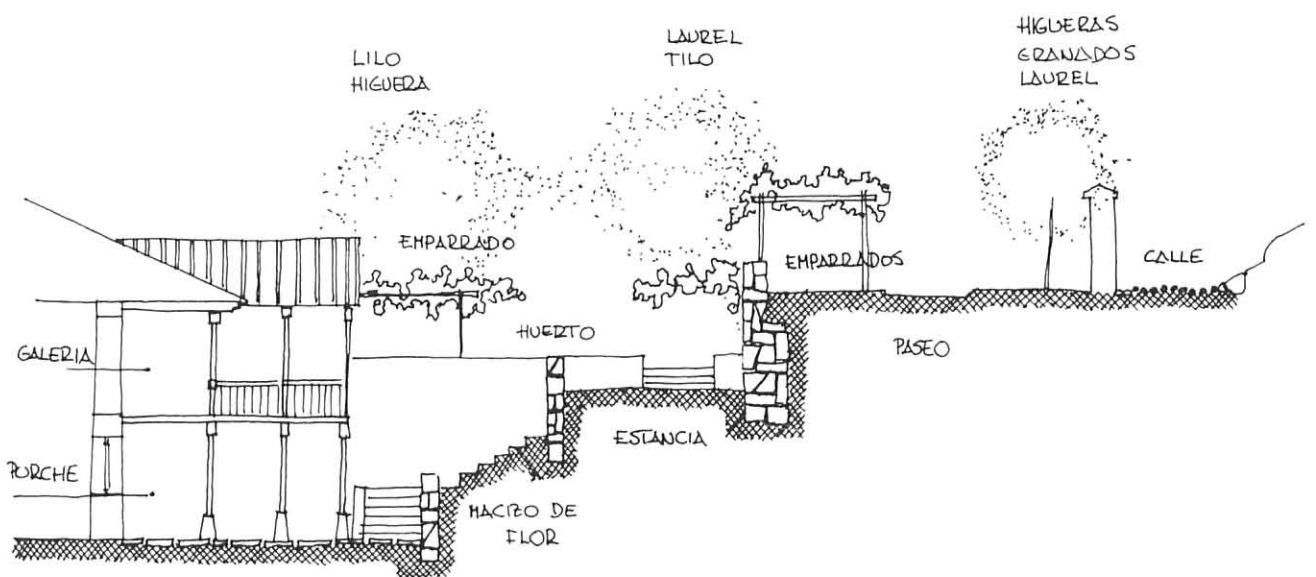 LILO
HIGUERA
LAUREL
TILO
HIGUERAS
GRANADOS
LAUREL
EMPARRADO
EMPARRADOS
CALLE
HUERTO
GALERIA
PASEO
ESTANCIA
PORCHE
MACIZO DE
FLOR